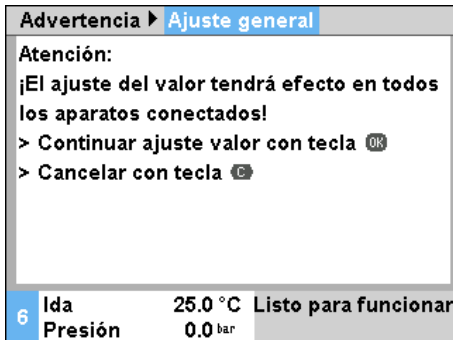 Advertencia ▶ Ajuste general
Atención:
¡El ajuste del valor tendrá efecto en todos
los aparatos conectados!
> Continuar ajuste valor con tecla OK
> Cancelar con tecla C
6 Ida 25.0 °C Listo para funcionar
Presión 0.0 bar